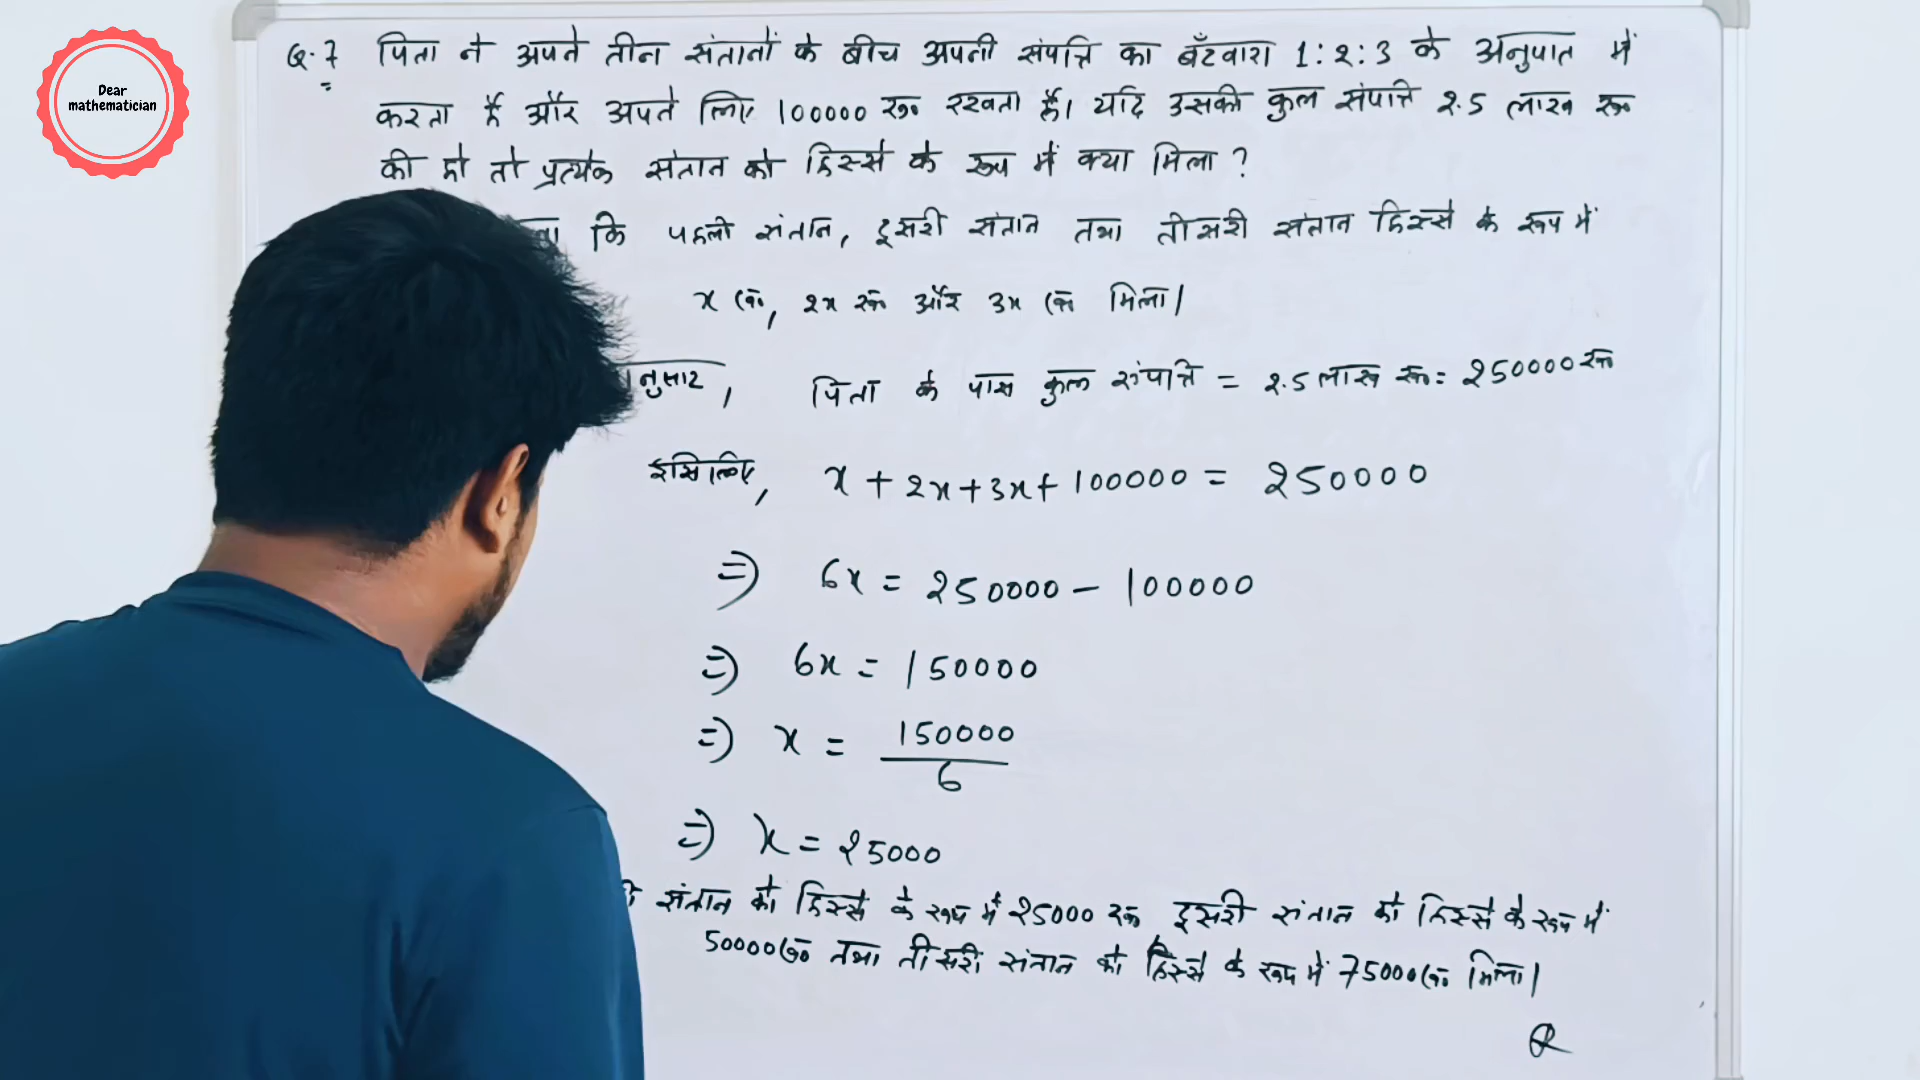 Dear
mathematician
Q.7 पिता ने अपने तीन संतानों के बीच अपनी संपत्ति का बँटवारा 1:2:3 के अनुपात में
करता है और अपने लिए 100000 रू० रखता है। यदि उसकी कुल संपत्ति 2.5 लाख रू०
की हो तो प्रत्येक संतान को हिस्से के रूप में क्या मिला ?
कि पहली संतान, दूसरी संतान तथा तीसरी संतान हिस्से के रूप में
x रू०, 2x रू० और 3x रू० मिला।
नुसार, पिता के पास कुल संपत्ति = 2.5 लाख रू० = 250000 रू०
इसलिए, x + 2x + 3x + 100000 = 250000
⇒ 6x = 250000 - 100000
⇒ 6x = 150000
⇒ x = 150000
6
⇒ x = 25000
संतान को हिस्से के रूप में 25000 रू० दूसरी संतान को हिस्से के रूप में
50000 रू० तथा तीसरी संतान को हिस्से के रूप में 75000 रू० मिला।